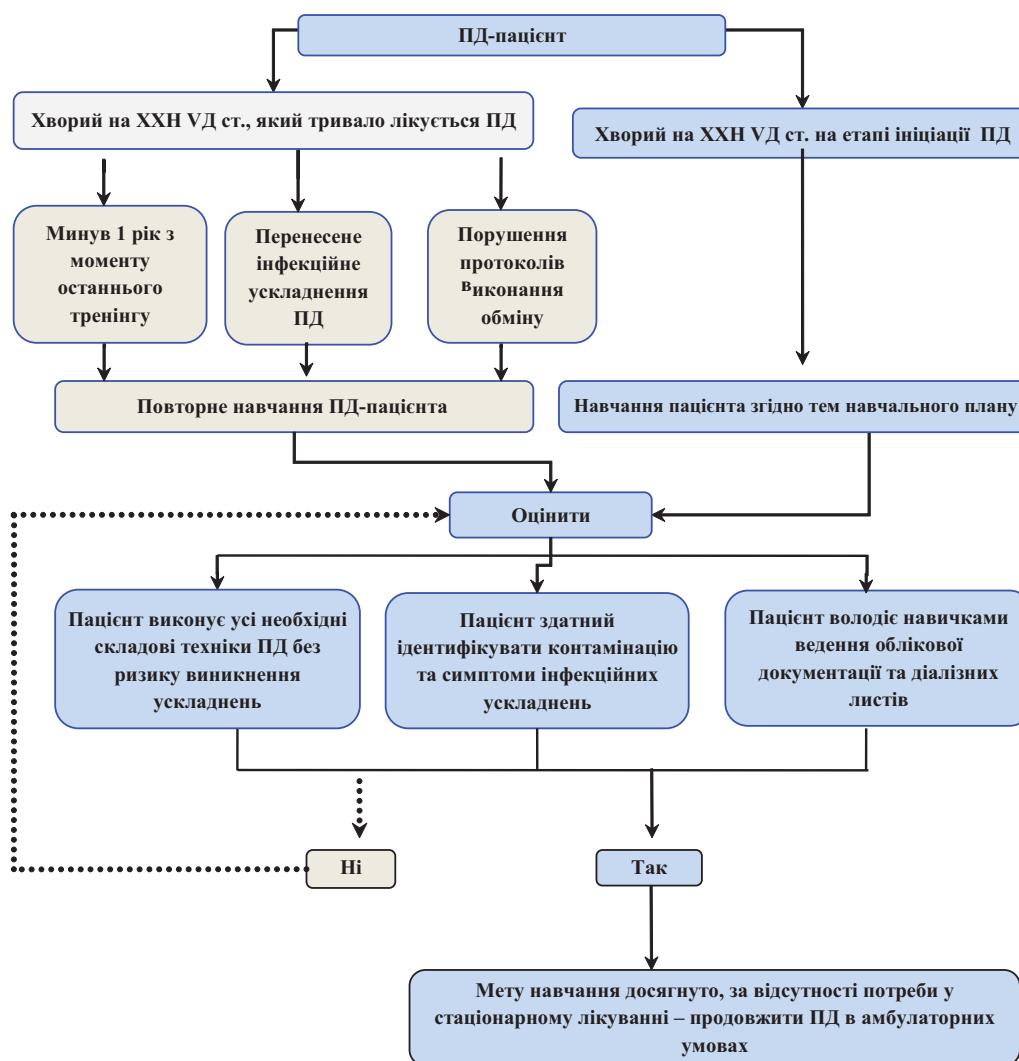 ПД-пацієнт
Хворий на ХХН VД ст., який тривало лікується ПД
Хворий на ХХН VД ст. на етапі ініціації ПД
Минув 1 рік з
моменту
останнього
тренінгу
Перенесене
інфекційне
ускладнення
ПД
Порушення
протоколів
виконання
обміну
Повторне навчання ПД-пацієнта
Навчання пацієнта згідно тем навчального плану
Оцінити
Пацієнт виконує усі необхідні
складові техніки ПД без
ризику виникнення
ускладнень
Пацієнт здатний
ідентифікувати контамінацію
та симптоми інфекційних
ускладнень
Пацієнт володіє навичками
ведення облікової
документації та діалізних
листів
Ні
Так
Мету навчання досягнуто, за відсутності потреби у
стаціонарному лікуванні – продовжити ПД в амбулаторних
умовах